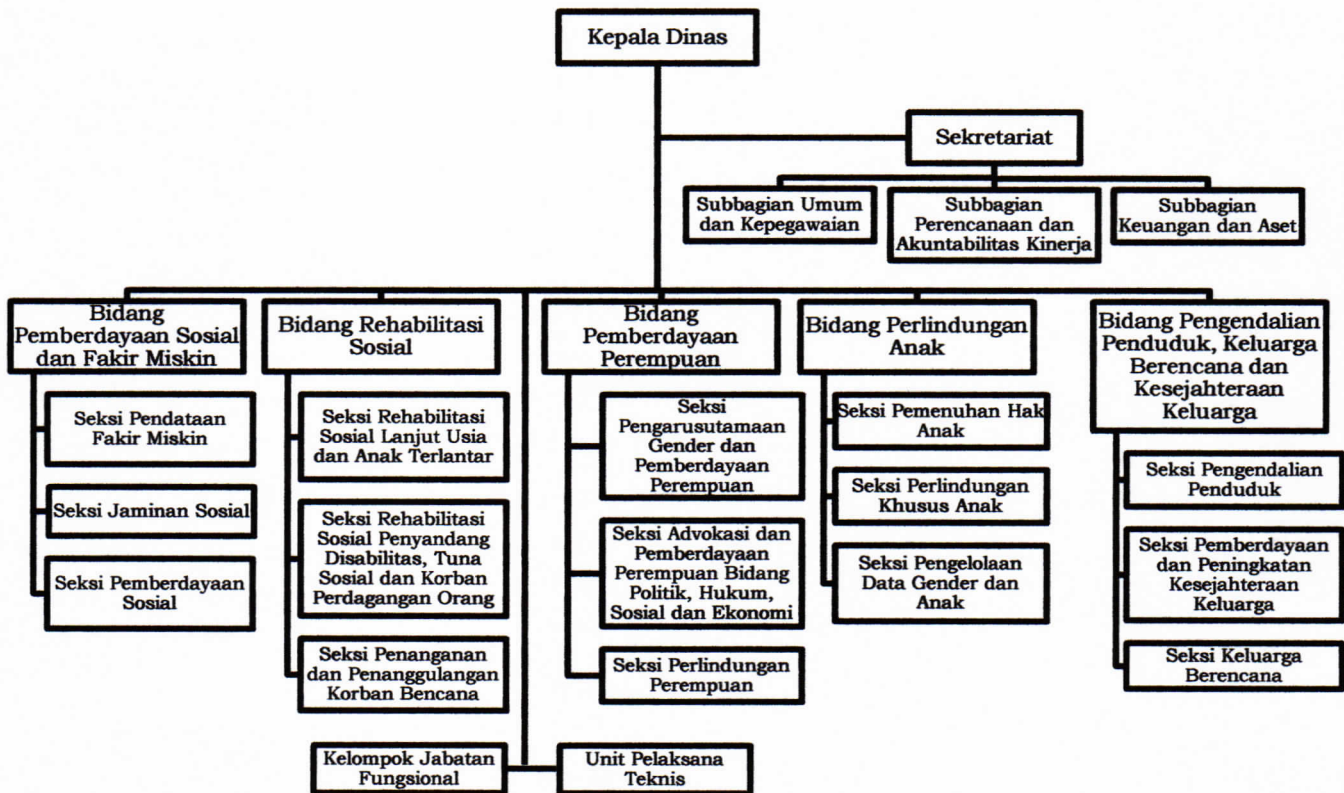 Kepala Dinas
Sekretariat
Subbagian Umum
dan Kepegawaian
Subbagian
Perencanaan dan
Akuntabilitas Kinerja
Subbagian
Keuangan dan Aset
Bidang
Pemberdayaan Sosial
dan Fakir Miskin
Seksi Pendataan
Fakir Miskin
Seksi Jaminan Sosial
Seksi Pemberdayaan
Sosial
Bidang Rehabilitasi
Sosial
Seksi Rehabilitasi
Sosial Lanjut Usia
dan Anak Terlantar
Seksi Rehabilitasi
Sosial Penyandang
Disabilitas, Tuna
Sosial dan Korban
Perdagangan Orang
Seksi Penanganan
dan Penanggulangan
Korban Bencana
Bidang
Pemberdayaan
Perempuan
Seksi
Pengarusutamaan
Gender dan
Pemberdayaan
Perempuan
Seksi Advokasi dan
Pemberdayaan
Perempuan Bidang
Politik, Hukum,
Sosial dan Ekonomi
Seksi Perlindungan
Perempuan
Bidang Perlindungan
Anak
Seksi Pemenuhan Hak
Anak
Seksi Perlindungan
Khusus Anak
Seksi Pengelolaan
Data Gender dan
Anak
Bidang Pengendalian
Penduduk, Keluarga
Berencana dan
Kesejahteraan
Keluarga
Seksi Pengendalian
Penduduk
Seksi Pemberdayaan
dan Peningkatan
Kesejahteraan
Keluarga
Seksi Keluarga
Berencana
Kelompok Jabatan
Fungsional
Unit Pelaksana
Teknis